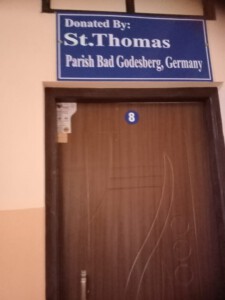 Donated By:
St.Thomas
Parish Bad Godesberg, Germany
8